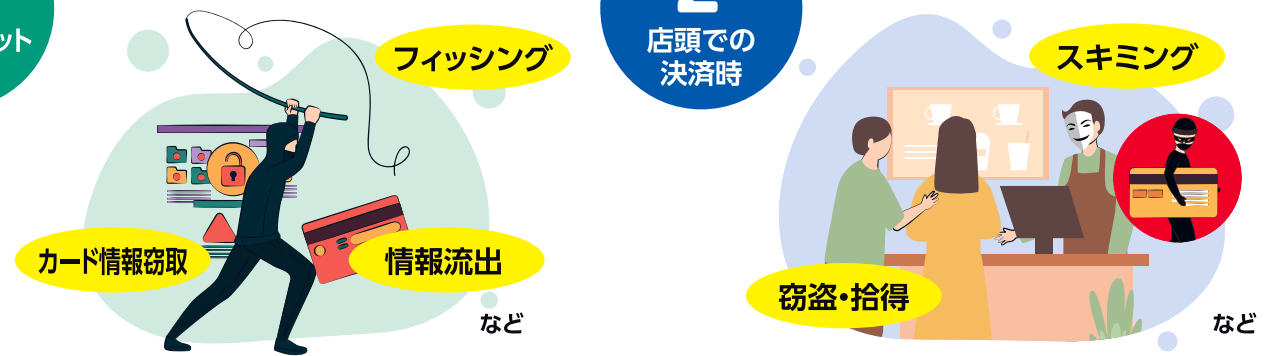 ット
フィッシング
カード情報窃取
情報流出
など
2
店頭での
決済時
スキミング
窃盗・拾得
など